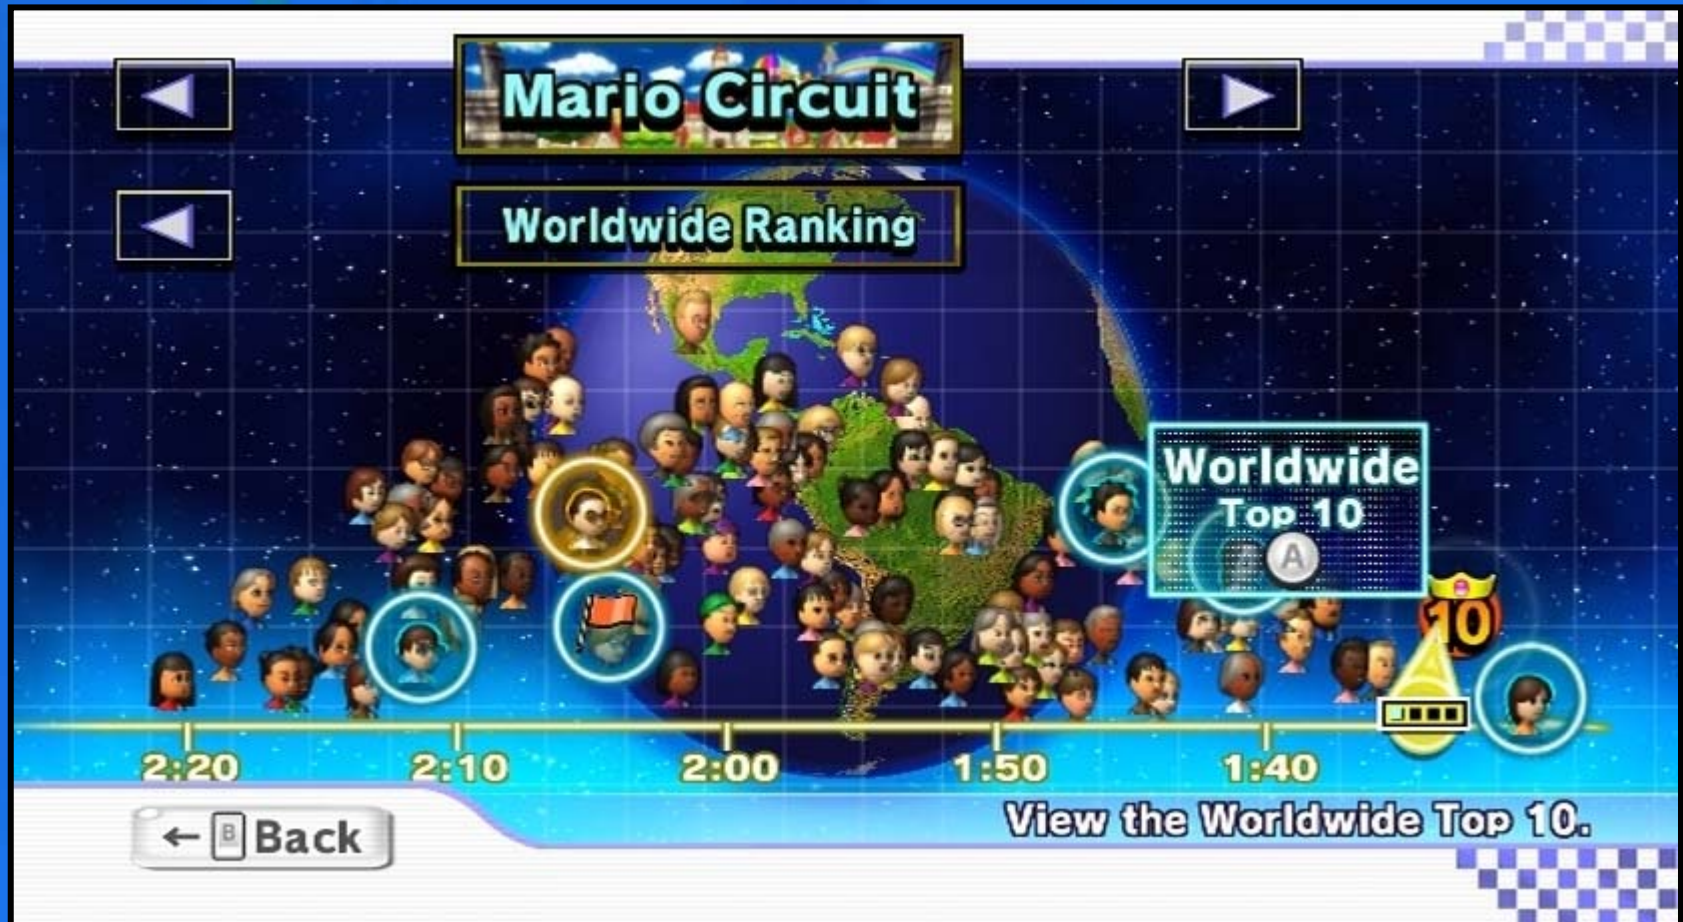 Mario Circuit
Worldwide Ranking
Worldwide
Top 10
A
10
2:20
2:10
2:00
1:50
1:40
View the Worldwide Top 10.
← B Back